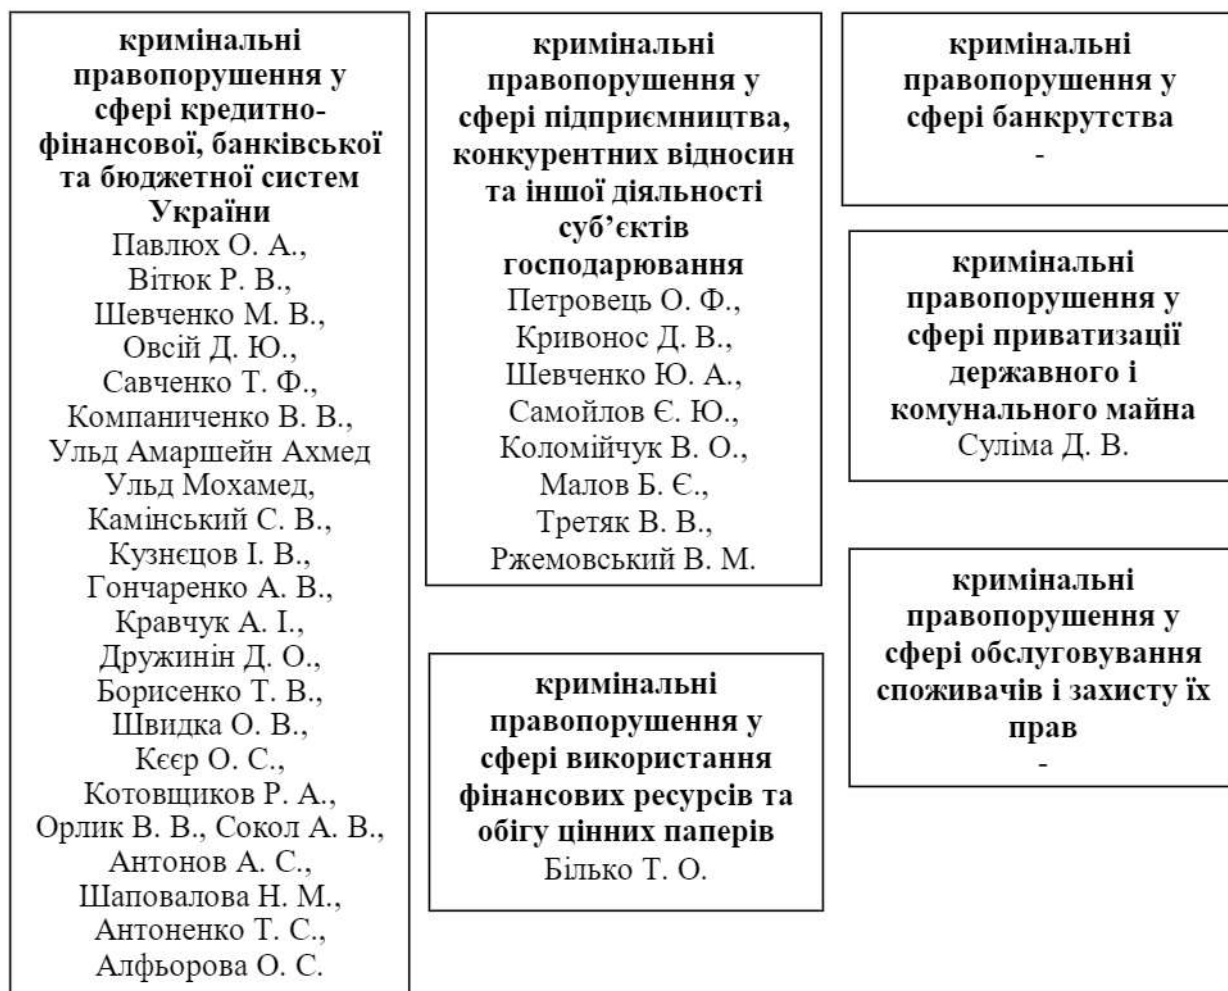 кримінальні
правопорушення у
сфері кредитно-
фінансової, банківської
та бюджетної систем
України
Павлюх О. А.,
Вітюк Р. В.,
Шевченко М. В.,
Овсій Д. Ю.,
Савченко Т. Ф.,
Компаниченко В. В.,
Ульд Амаршейн Ахмед
Ульд Мохамед,
Камінський С. В.,
Кузнєцов І. В.,
Гончаренко А. В.,
Кравчук А. І.,
Дружинін Д. О.,
Борисенко Т. В.,
Швидка О. В.,
Кєєр О. С.,
Котовщиков Р. А.,
Орлик В. В., Сокол А. В.,
Антонов А. С.,
Шаповалова Н. М.,
Антоненко Т. С.,
Алфьорова О. С.
кримінальні
правопорушення у
сфері підприємництва,
конкурентних відносин
та іншої діяльності
суб’єктів
господарювання
Петровець О. Ф.,
Кривонос Д. В.,
Шевченко Ю. А.,
Самойлов Є. Ю.,
Коломійчук В. О.,
Малов Б. Є.,
Третяк В. В.,
Ржемовський В. М.
кримінальні
правопорушення у
сфері використання
фінансових ресурсів та
обігу цінних паперів
Білько Т. О.
кримінальні
правопорушення у
сфері банкрутства
-
кримінальні
правопорушення у
сфері приватизації
державного і
комунального майна
Суліма Д. В.
кримінальні
правопорушення у
сфері обслуговування
споживачів і захисту їх
прав
-